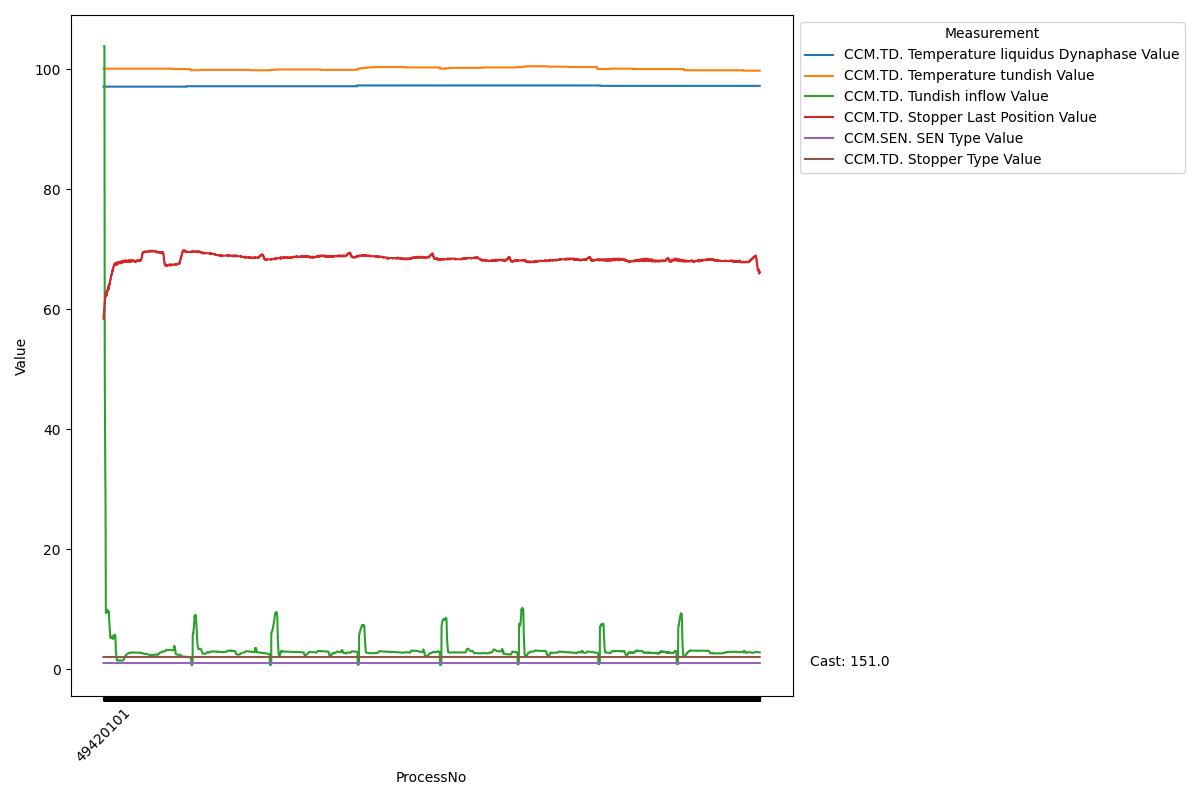 Measurement
CCM.TD. Temperature liquidus Dynaphase Value
CCM.TD. Temperature tundish Value
CCM.TD. Tundish inflow Value
CCM.TD. Stopper Last Position Value
CCM.SEN. SEN Type Value
CCM.TD. Stopper Type Value
100
80
60
40
20
0
Value
49420101
ProcessNo
Cast: 151.0